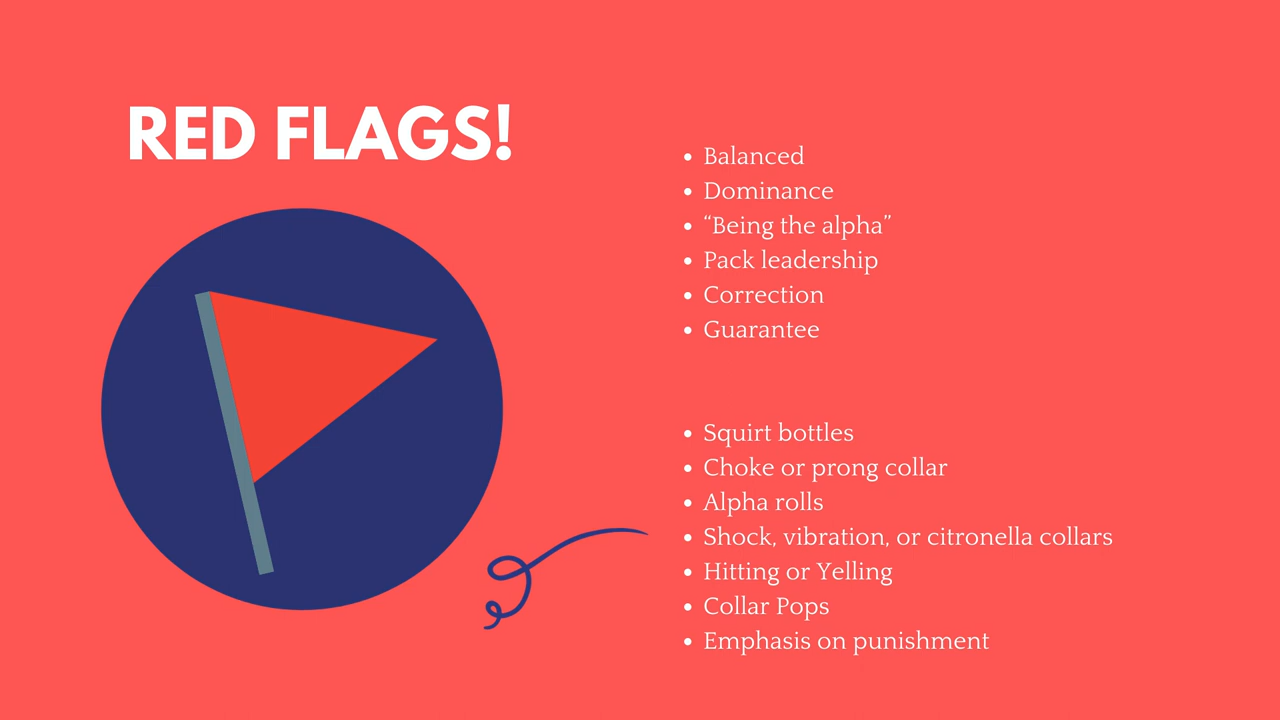 RED FLAGS!
• Balanced
• Dominance
• “Being the alpha”
• Pack leadership
• Correction
• Guarantee
• Squirt bottles
• Choke or prong collar
• Alpha rolls
• Shock, vibration, or citronella collars
• Hitting or Yelling
• Collar Pops
• Emphasis on punishment